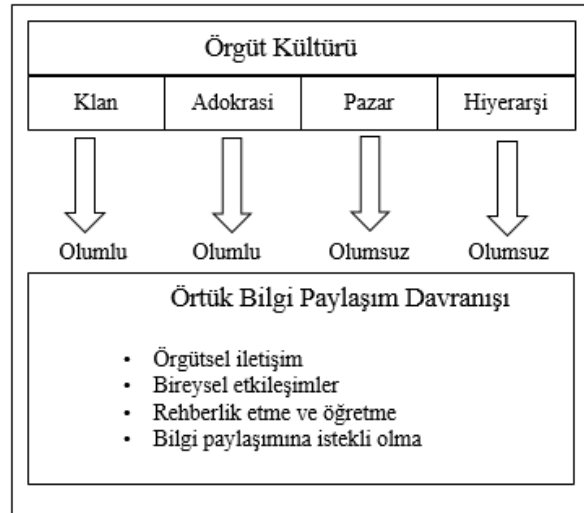 Örgüt Kültürü
Klan Adokrasi Pazar Hiyerarşi
Olumlu Olumlu Olumsuz Olumsuz
Örtük Bilgi Paylaşım Davranışı
• Örgütsel iletişim
• Bireysel etkileşimler
• Rehberlik etme ve öğretme
• Bilgi paylaşımına istekli olma